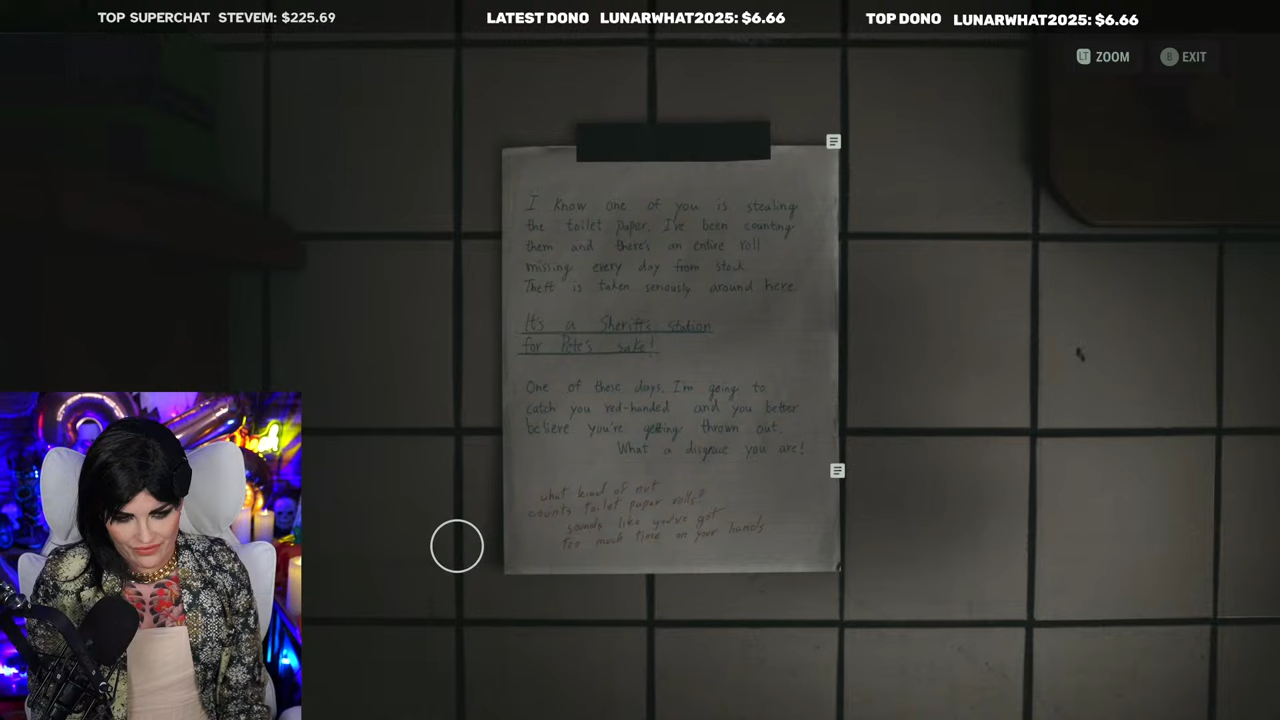 TOP SUPERCHAT STEVEM: $225.69
LATEST DONO LUNARWHAT2025: $6.66
TOP DONO LUNARWHAT2025: $6.66
LT ZOOM B EXIT
I know one of you is stealing
the toilet paper. I've been counting
them and there's an entire roll
missing every day from stock.
Theft is taken seriously around here.
It's a Sheriff's station
for Pete's sake!
One of these days, I'm going to
catch you red-handed and you better
believe you're getting thrown out.
What a disgrace you are!
what kind of nut
counts toilet paper rolls?
sounds like you've got
too much time on your hands